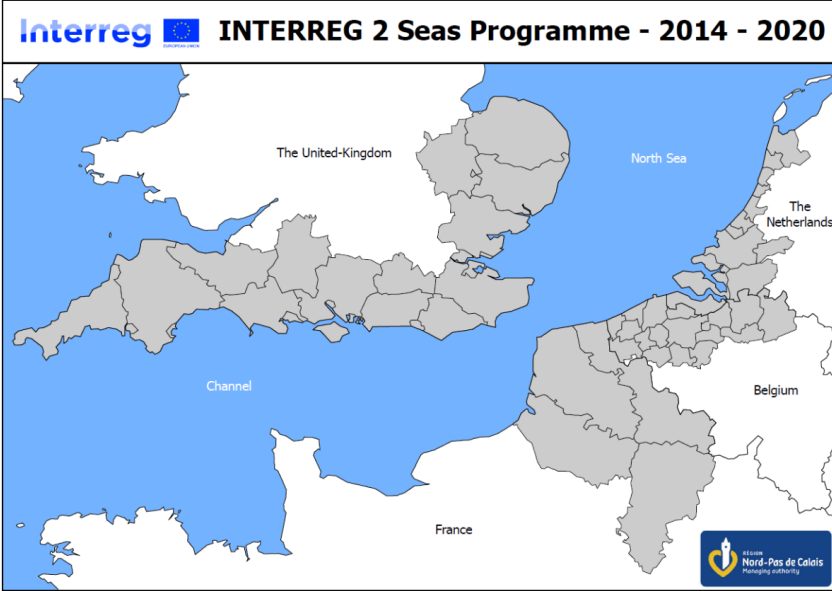 Interreg
EUROPEAN UNION
INTERREG 2 Seas Programme - 2014 - 2020
The United-Kingdom
North Sea
The
Netherlands
Channel
Belgium
France
RÉGION
Nord-Pas de Calais
Managing authority